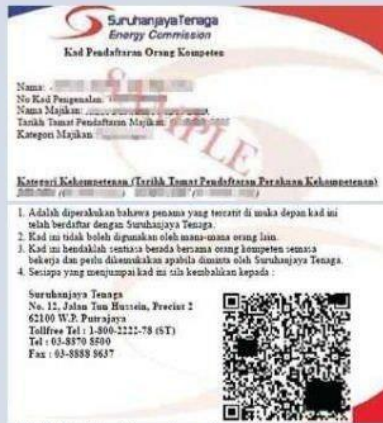 Suruhanjaya Tenaga
Energy Commission
Kad Pendaftaran Orang Kompeten
Nama:
No Kad Pengenalan:
Nama Majikan:
Tarikh Tamat Pendaftaran Majikan:
Kategori Majikan:
SAMPLE
Kategori Kekompetenan (Tarikh Tamat Pendaftaran Perakuan Kekompetenan)
1. Adalah diperakukan bahawa penama yang tercatit di muka depan kad ini
telah berdaftar dengan Suruhanjaya Tenaga.
2. Kad ini tidak boleh digunakan oleh mana-mana orang lain.
3. Kad ini hendaklah sentiasa berada bersama orang kompeten semasa
bekerja dan perlu dikemukakan apabila diminta oleh Suruhanjaya Tenaga.
4. Sesiapa yang menjumpai kad ini sila kembalikan kepada :
Suruhanjaya Tenaga
No. 12, Jalan Tun Hussein, Precint 2
62100 W.P. Putrajaya
Tollfree Tel : 1-800-2222-78 (ST)
Tel : 03-8870 8500
Fax : 03-8888 8637